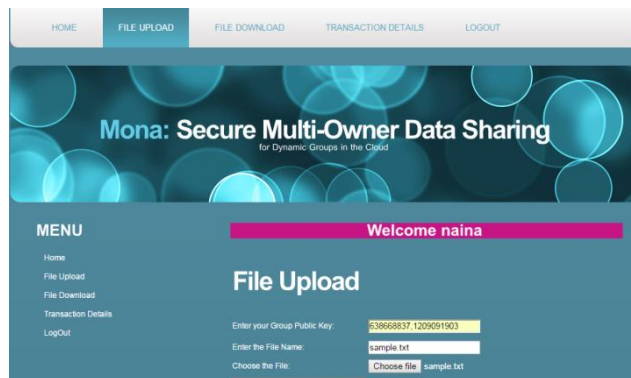 HOME FILE UPLOAD FILE DOWNLOAD TRANSACTION DETAILS LOGOUT
Mona: Secure Multi-Owner Data Sharing
for Dynamic Groups in the Cloud
MENU
Home
File Upload
File Download
Transaction Details
LogOut
Welcome naina
File Upload
Enter your Group Public Key: 638668837,1209091903
Enter the File Name: sample.txt
Choose the File: Choose file sample.txt